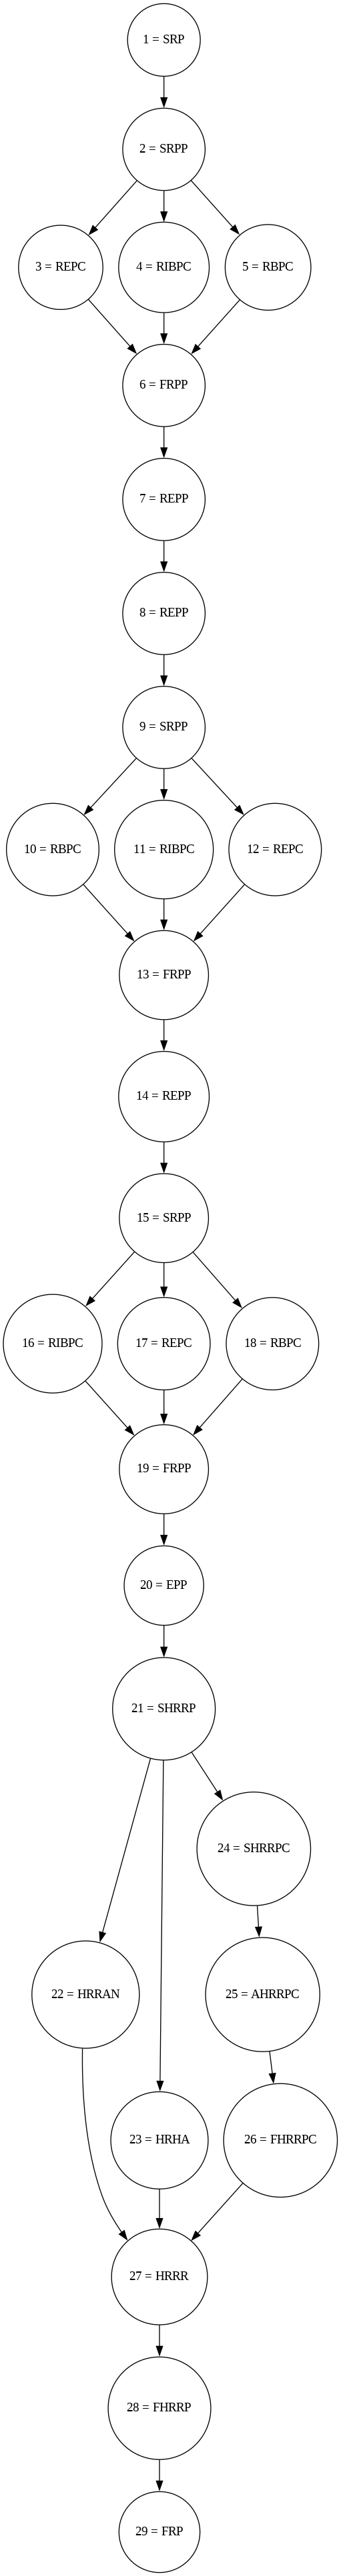 1 = SRP
2 = SRPP
3 = REPC
4 = RIBPC
5 = RBPC
6 = FRPP
7 = REPP
8 = REPP
9 = SRPP
10 = RBPC
11 = RIBPC
12 = REPC
13 = FRPP
14 = REPP
15 = SRPP
16 = RIBPC
17 = REPC
18 = RBPC
19 = FRPP
20 = EPP
21 = SHRRP
24 = SHRRPC
22 = HRRAN
25 = AHRRPC
23 = HRHA
26 = FHRRPC
27 = HRRR
28 = FHRRP
29 = FRP